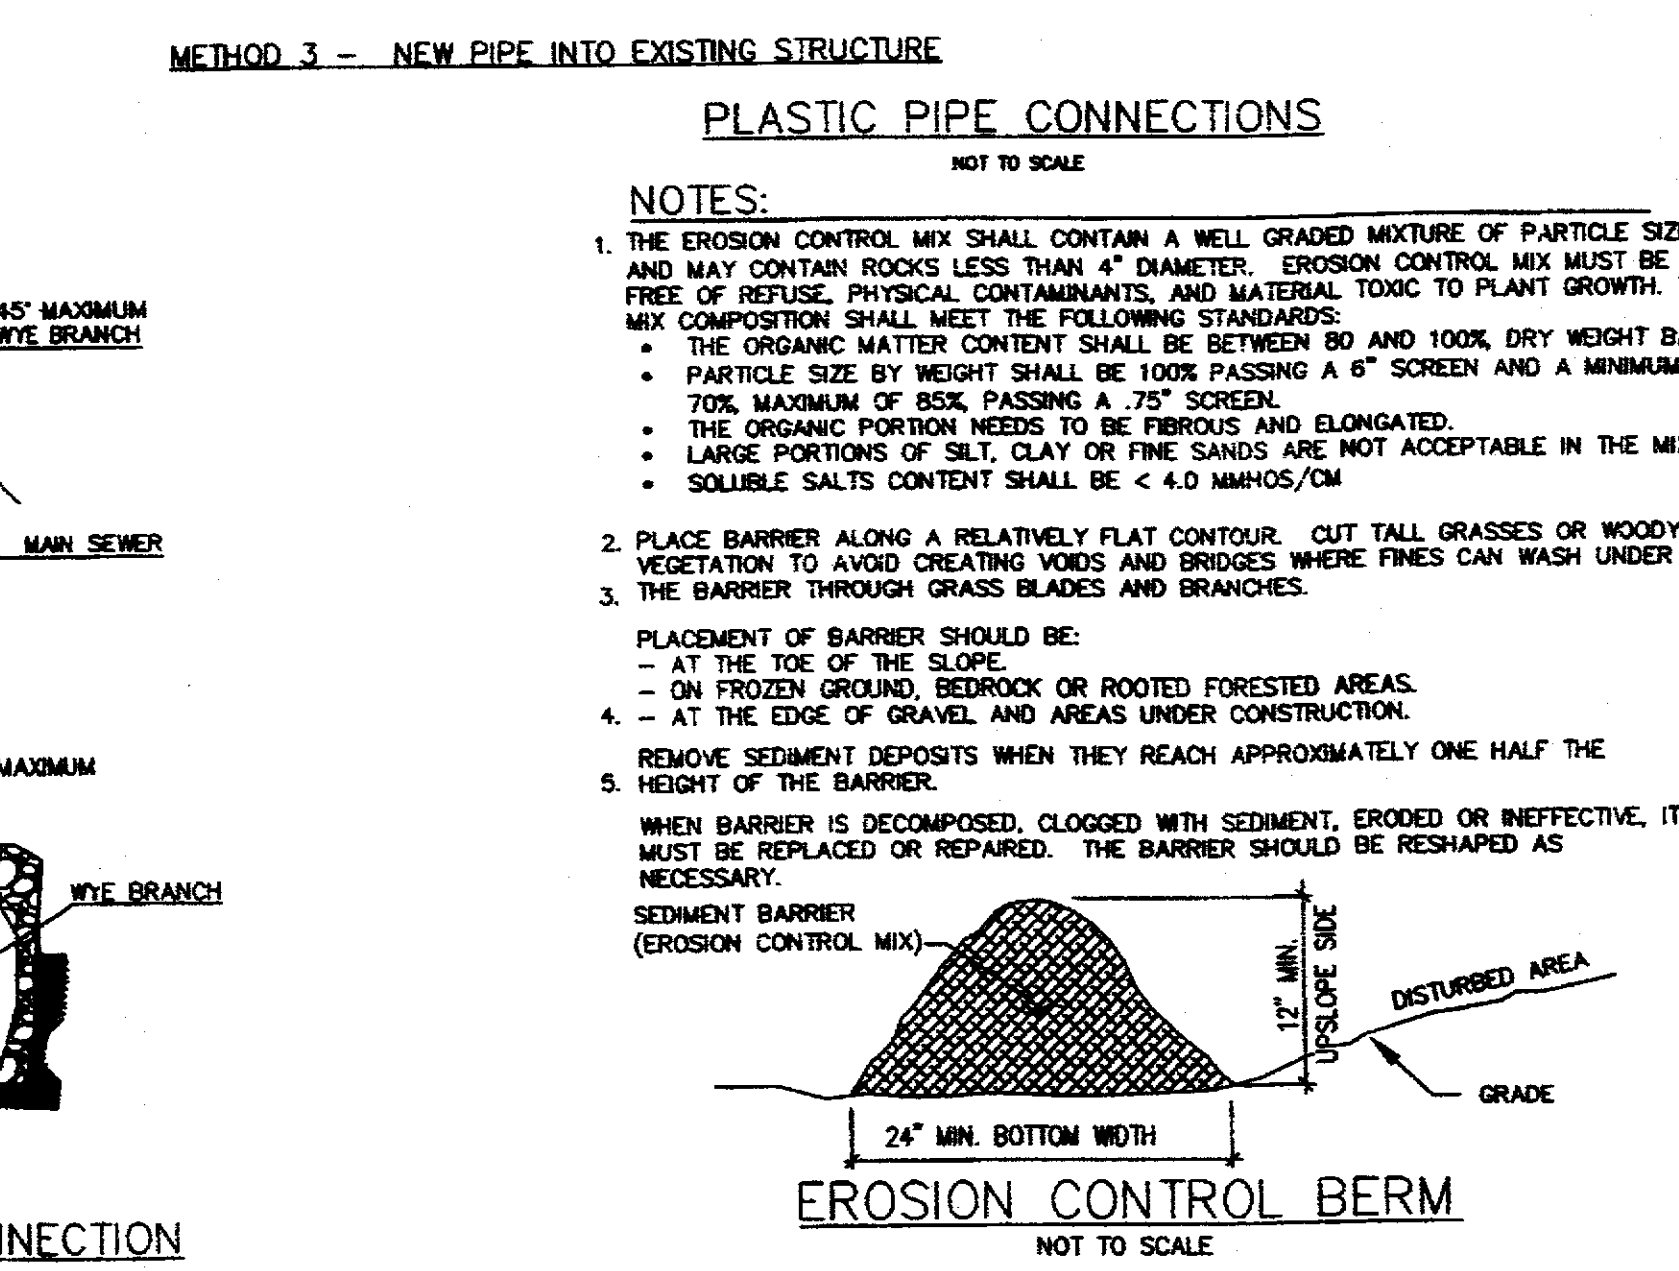 METHOD 3 - NEW PIPE INTO EXISTING STRUCTURE
PLASTIC PIPE CONNECTIONS
NOT TO SCALE
NOTES:
1. THE EROSION CONTROL MIX SHALL CONTAIN A WELL GRADED MIXTURE OF PARTICLE
AND MAY CONTAIN ROCKS LESS THAN 4" DIAMETER. EROSION CONTROL MIX MUST BE
FREE OF REFUSE, PHYSICAL CONTAMINANTS, AND MATERIAL TOXIC TO PLANT GROWTH.
MIX COMPOSITION SHALL MEET THE FOLLOWING STANDARDS:
• THE ORGANIC MATTER CONTENT SHALL BE BETWEEN 80 AND 100%, DRY WEIGHT
• PARTICLE SIZE BY WEIGHT SHALL BE 100% PASSING A 6" SCREEN AND A MINIMUM
70%, MAXIMUM OF 85%, PASSING A .75" SCREEN.
• THE ORGANIC PORTION NEEDS TO BE FIBROUS AND ELONGATED.
• LARGE PORTIONS OF SILT, CLAY OR FINE SANDS ARE NOT ACCEPTABLE IN THE
• SOLUBLE SALTS CONTENT SHALL BE < 4.0 MMHOS/CM
2. PLACE BARRIER ALONG A RELATIVELY FLAT CONTOUR. CUT TALL GRASSES OR WOODY
VEGETATION TO AVOID CREATING VOIDS AND BRIDGES WHERE FINES CAN WASH UNDER
3. THE BARRIER THROUGH GRASS BLADES AND BRANCHES.
PLACEMENT OF BARRIER SHOULD BE:
- AT THE TOE OF THE SLOPE.
- ON FROZEN GROUND, BEDROCK OR ROOTED FORESTED AREAS.
4. - AT THE EDGE OF GRAVEL AND AREAS UNDER CONSTRUCTION.
REMOVE SEDIMENT DEPOSITS WHEN THEY REACH APPROXIMATELY ONE HALF THE
5. HEIGHT OF THE BARRIER.
WHEN BARRIER IS DECOMPOSED, CLOGGED WITH SEDIMENT, ERODED OR INEFFECTIVE, IT
MUST BE REPLACED OR REPAIRED. THE BARRIER SHOULD BE RESHAPED AS
NECESSARY.
45° MAXIMUM
WYE BRANCH
MAIN SEWER
MAXIMUM
WYE BRANCH
NNECTION
SEDIMENT BARRIER
(EROSION CONTROL MIX)
12" MIN.
UPSLOPE SIDE
DISTURBED AREA
GRADE
24" MIN. BOTTOM WIDTH
EROSION CONTROL BERM
NOT TO SCALE